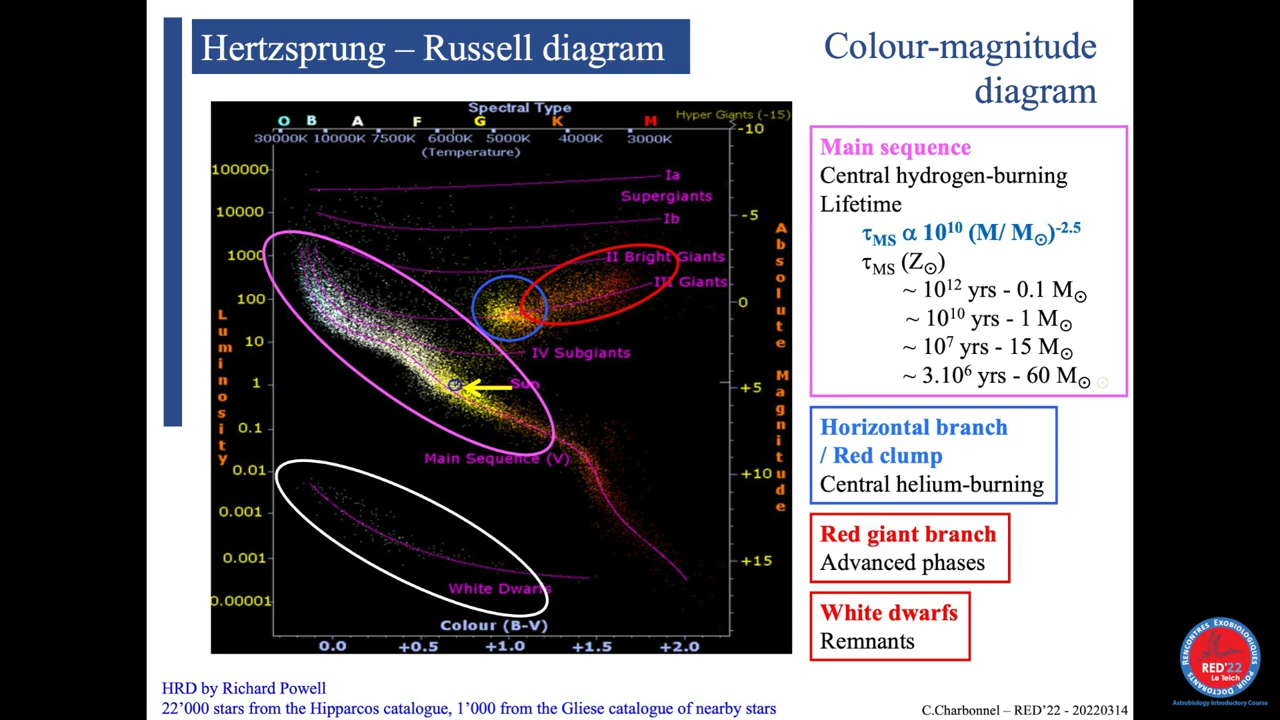 Hertzsprung – Russell diagram
Colour-magnitude
diagram
Spectral Type
Hyper Giants (-15)
O B A F G K M
30000K 10000K 7500K 6000K 5000K 4000K 3000K
(Temperature)
-10
-5
0
+5
+10
+15
100000
10000
1000
100
10
1
0.1
0.01
0.001
0.001
0.00001
Luminosity
Absolute Magnitude
Ia
Supergiants
Ib
II Bright Giants
III Giants
IV Subgiants
Sun
Main Sequence (V)
White Dwarfs
Colour (B-V)
0.0 +0.5 +1.0 +1.5 +2.0
Main sequence
Central hydrogen-burning
Lifetime
τMS α 10¹⁰ (M/ M☉)⁻²·⁵
τMS (Z☉)
~ 10¹² yrs - 0.1 M☉
~ 10¹⁰ yrs - 1 M☉
~ 10⁷ yrs - 15 M☉
~ 3.10⁶ yrs - 60 M☉ ☉
Horizontal branch
/ Red clump
Central helium-burning
Red giant branch
Advanced phases
White dwarfs
Remnants
HRD by Richard Powell
22’000 stars from the Hipparcos catalogue, 1’000 from the Gliese catalogue of nearby stars
C.Charbonnel – RED’22 - 20220314
RENCONTRES EXOBIOLOGIQUES
POUR DOCTORANTS
RED'22
Le Teich
Astrobiology Introductory Course